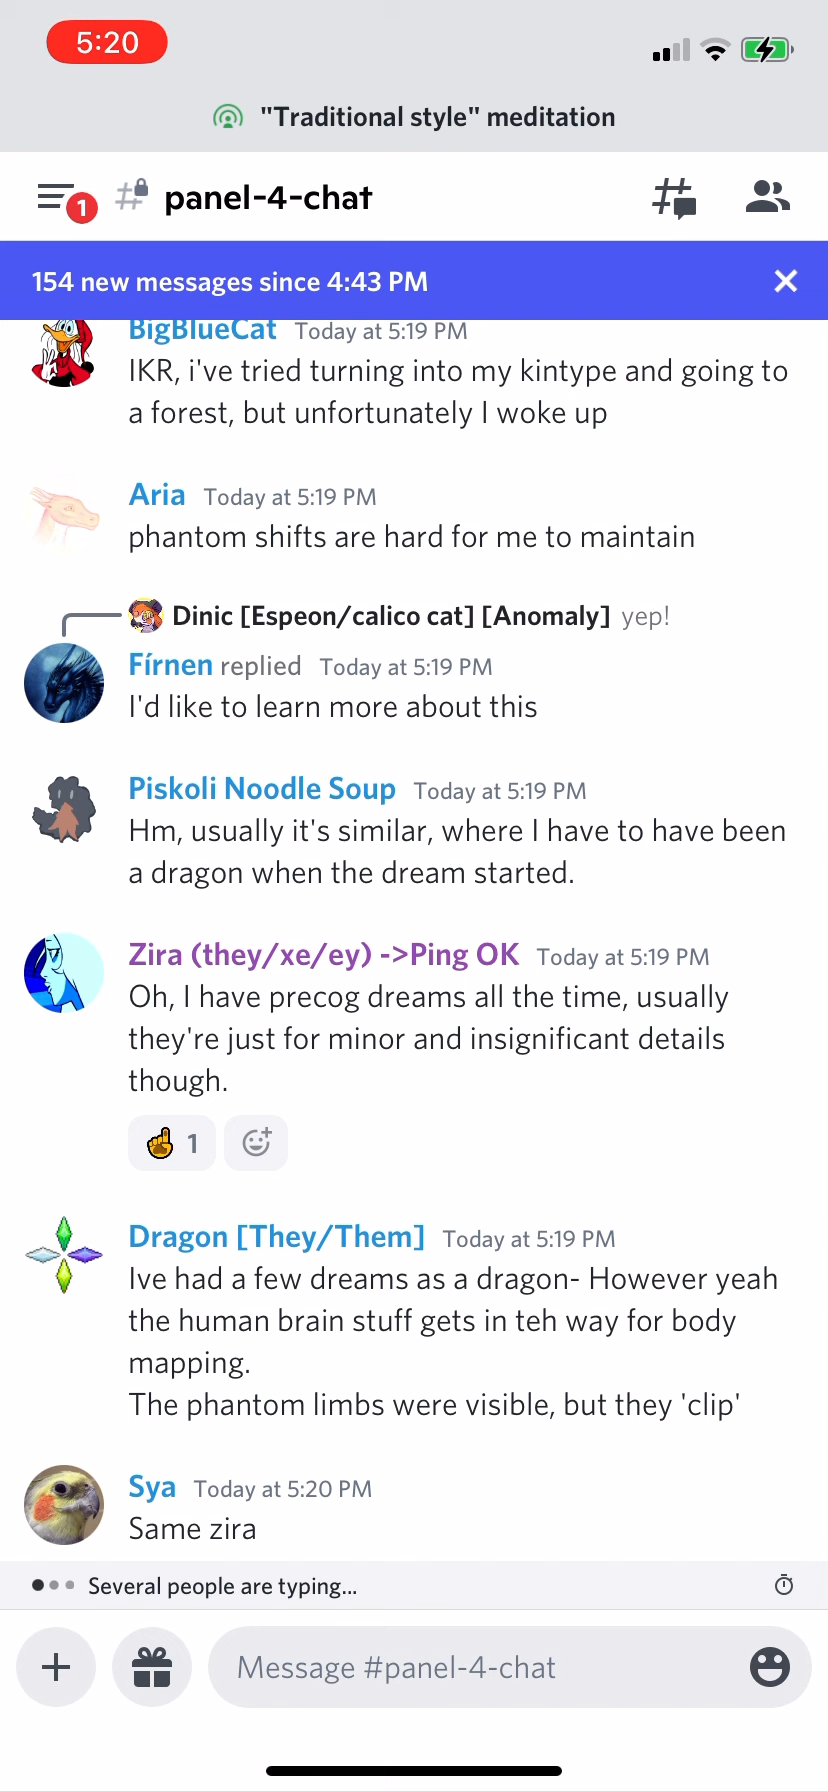 5:20
"Traditional style" meditation
1
panel-4-chat
154 new messages since 4:43 PM
BigBlueCat Today at 5:19 PM
IKR, i've tried turning into my kintype and going to
a forest, but unfortunately I woke up
Aria Today at 5:19 PM
phantom shifts are hard for me to maintain
Dinic [Espeon/calico cat] [Anomaly] yep!
Fírnen replied Today at 5:19 PM
I'd like to learn more about this
Piskoli Noodle Soup Today at 5:19 PM
Hm, usually it's similar, where I have to have been
a dragon when the dream started.
Zira (they/xe/ey) ->Ping OK Today at 5:19 PM
Oh, I have precog dreams all the time, usually
they're just for minor and insignificant details
though.
1
Dragon [They/Them] Today at 5:19 PM
Ive had a few dreams as a dragon- However yeah
the human brain stuff gets in teh way for body
mapping.
The phantom limbs were visible, but they 'clip'
Sya Today at 5:20 PM
Same zira
Several people are typing...
Message #panel-4-chat